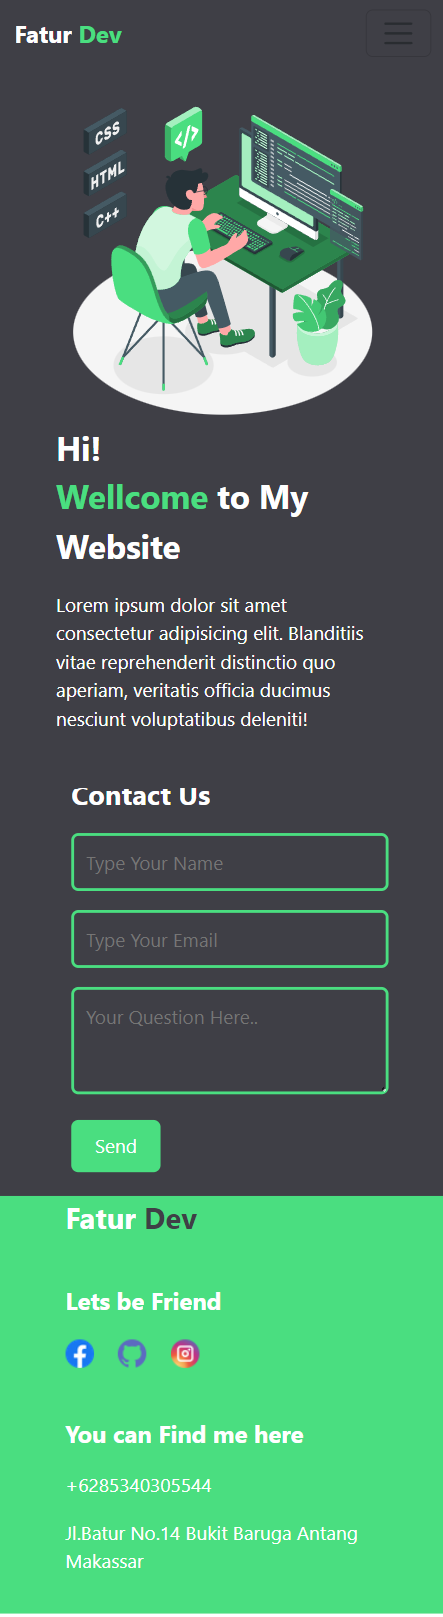 Fatur Dev
CSS
HTML
C++
</>
Hi!
Wellcome to My
Website
Lorem ipsum dolor sit amet
consectetur adipisicing elit. Blanditiis
vitae reprehenderit distinctio quo
aperiam, veritatis officia ducimus
nesciunt voluptatibus deleniti!
Contact Us
Type Your Name
Type Your Email
Your Question Here..
Send
Fatur Dev
Lets be Friend
You can Find me here
+6285340305544
Jl.Batur No.14 Bukit Baruga Antang
Makassar